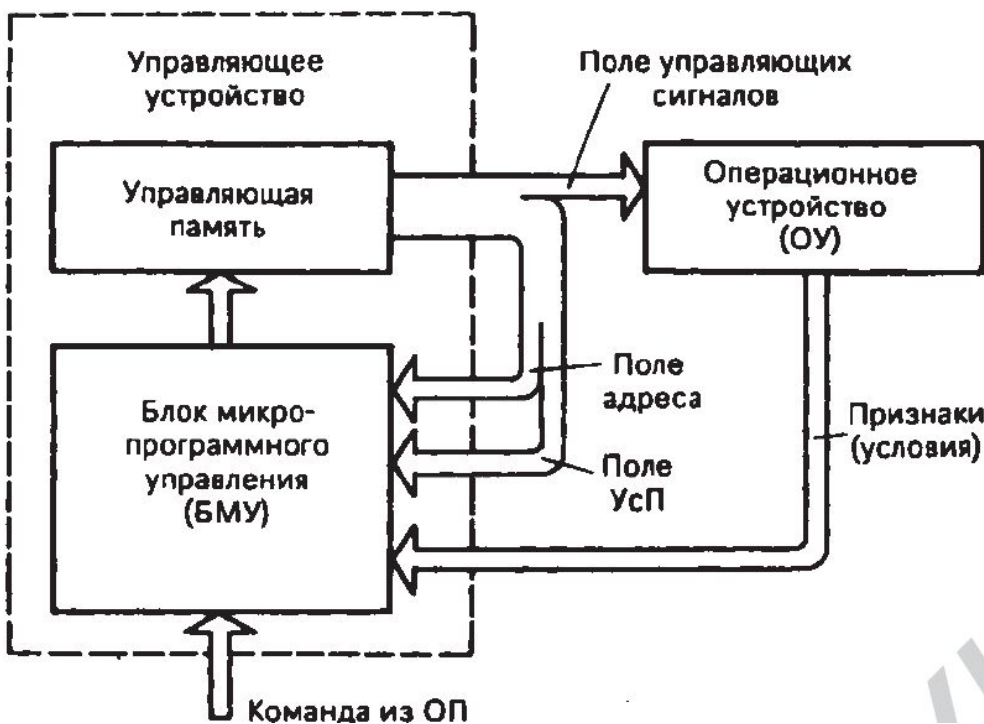 Управляющее
устройство
Поле управляющих
сигналов
Управляющая
память
Операционное
устройство
(ОУ)
Блок микро-
программного
управления
(БМУ)
Поле
адреса
Поле
УсП
Признаки
(условия)
Команда из ОП